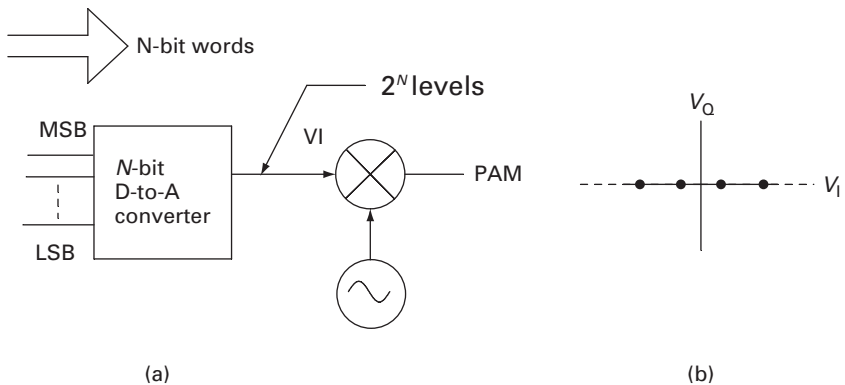 N-bit words
2^N levels
MSB
VI
N-bit
D-to-A
converter
PAM
LSB
(a)
V_Q
V_I
(b)